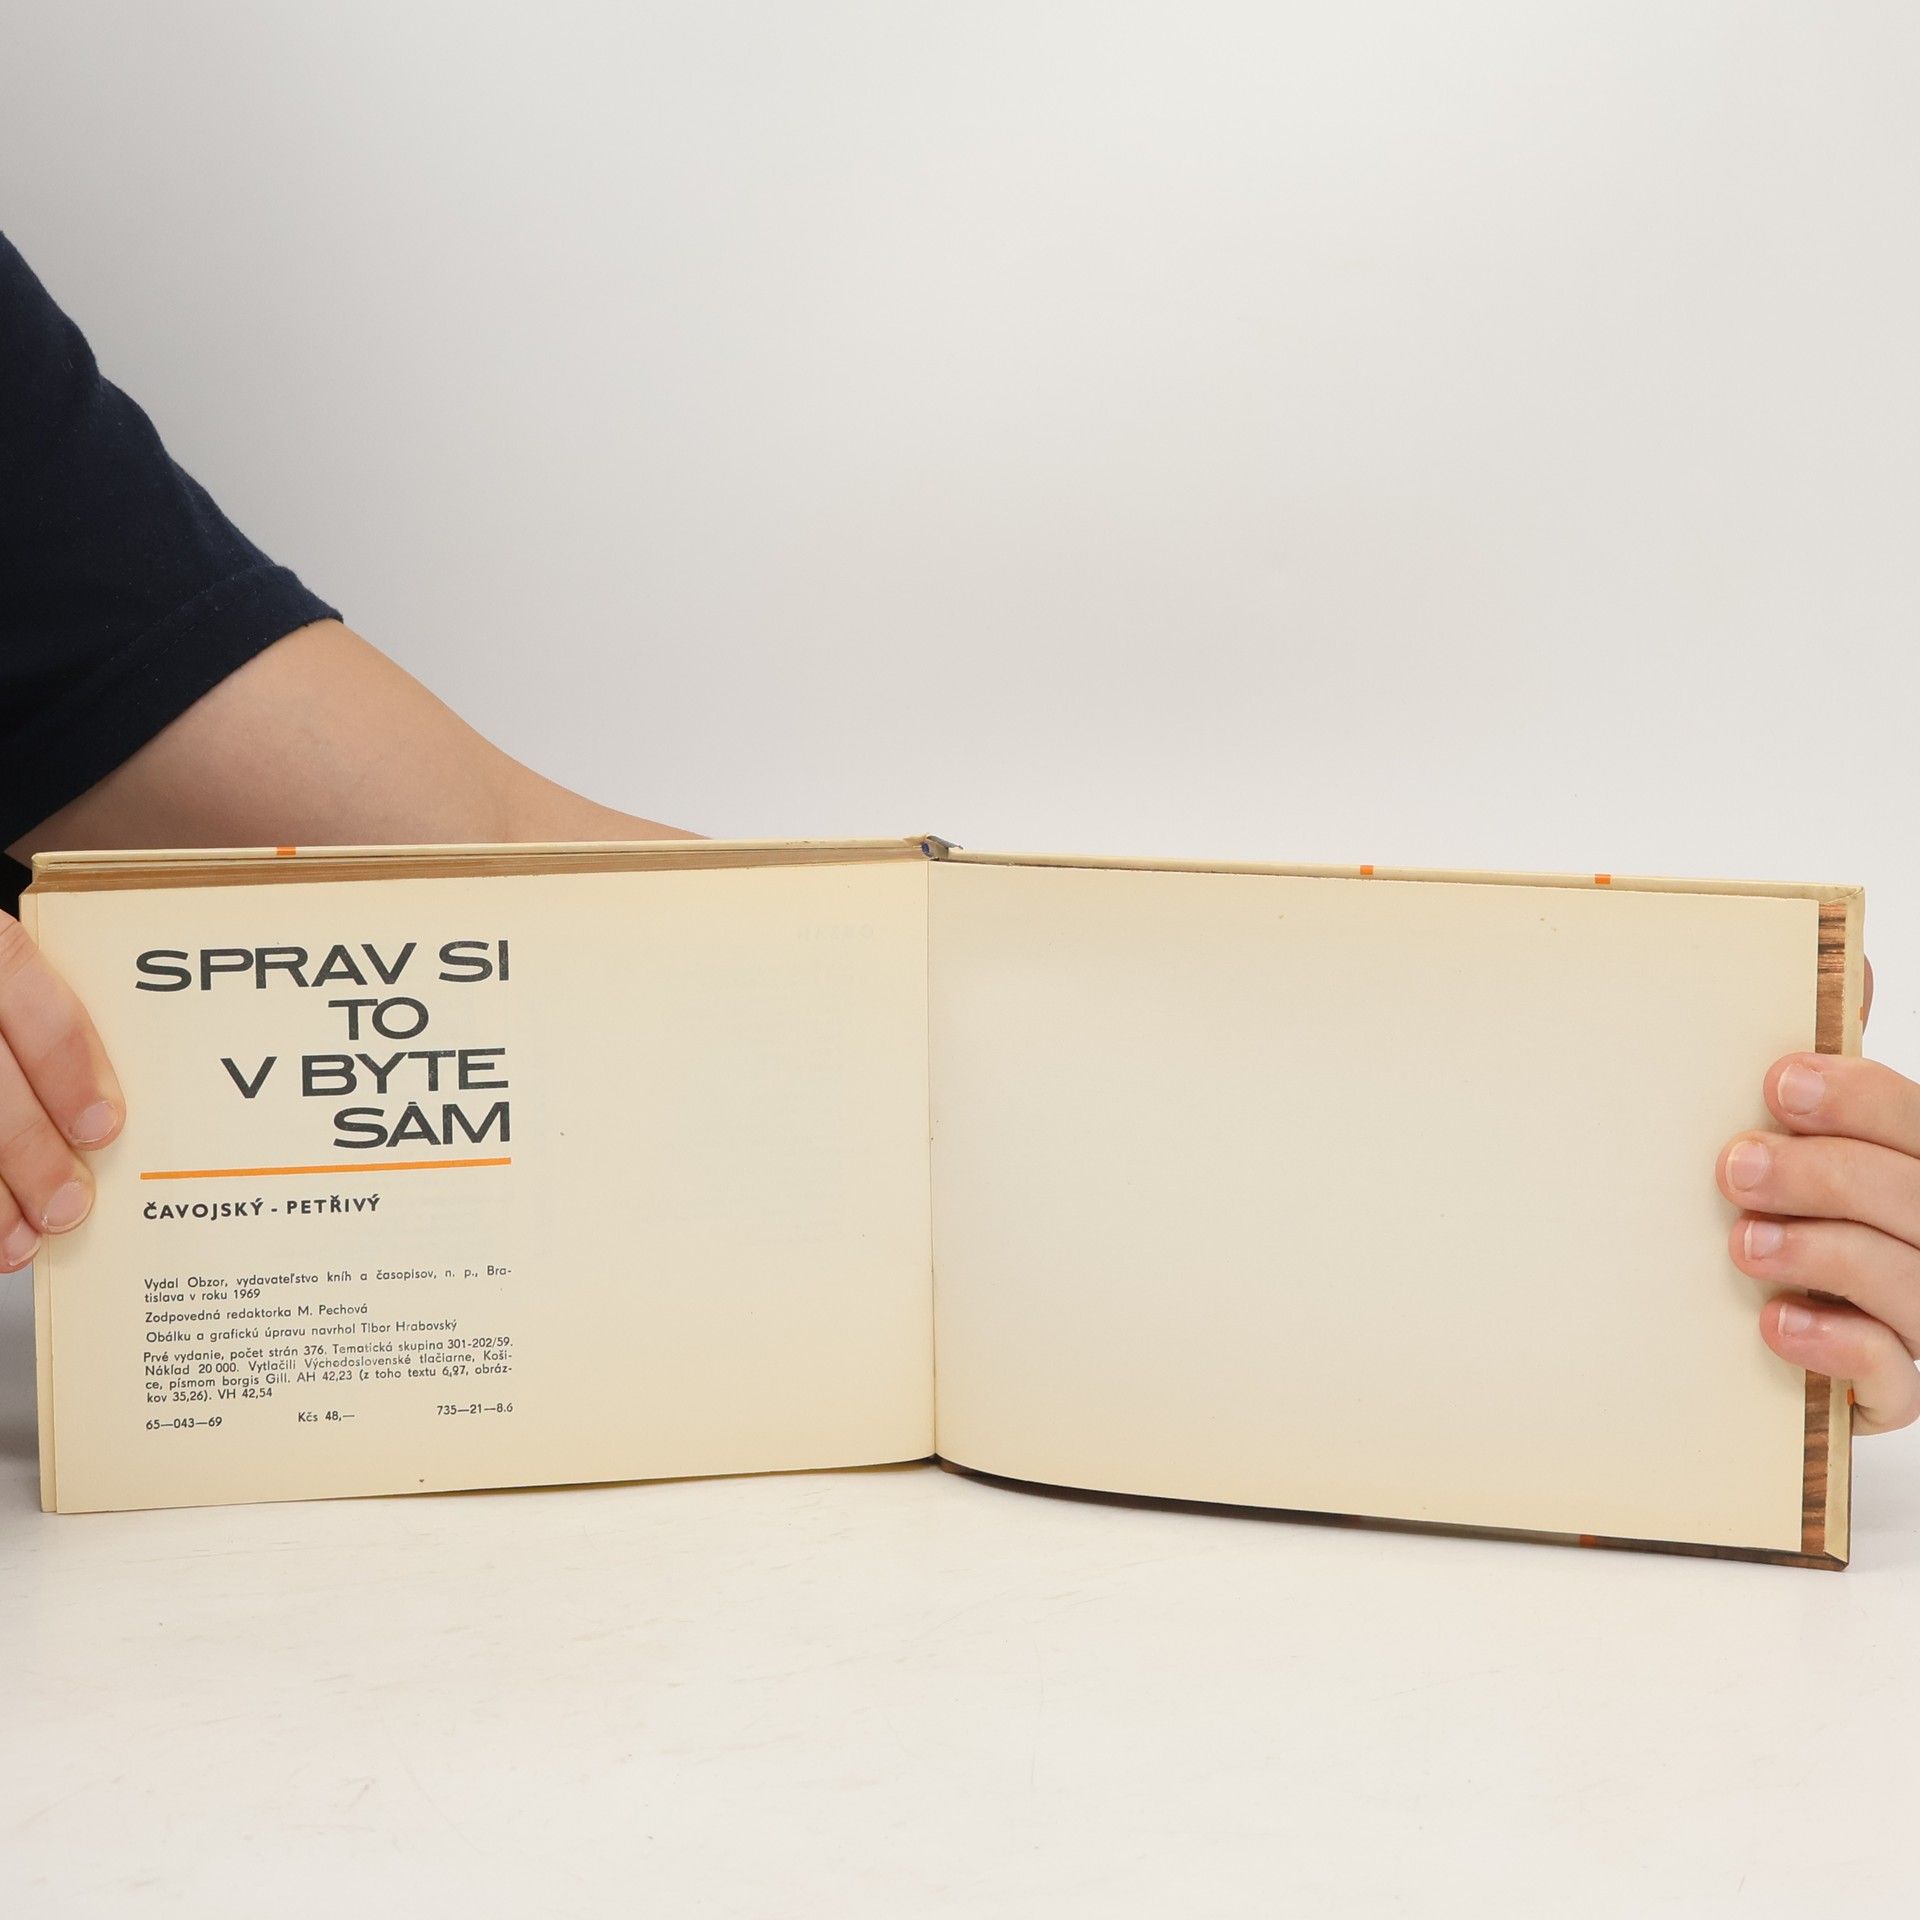 SPRAV SI
TO
V BYTE
SÁM
ČAVOJSKÝ - PETŘIVÝ
Vydal Obzor, vydavateľstvo kníh a časopisov, n. p., Bra-
tislava v roku 1969
Zodpovedná redaktorka M. Pechová
Obálku a grafickú úpravu navrhol Tibor Hrabovský
Prvé vydanie, počet strán 376. Tematická skupina 301-202/59.
Náklad 20 000. Vytlačili Východoslovenské tlačiarne, Koši-
ce, písmom borgis Gill. AH 42,23 (z toho textu 6,97, obráz-
kov 35,26). VH 42,54
65—043—69 Kčs 48,— 735—21—8.6